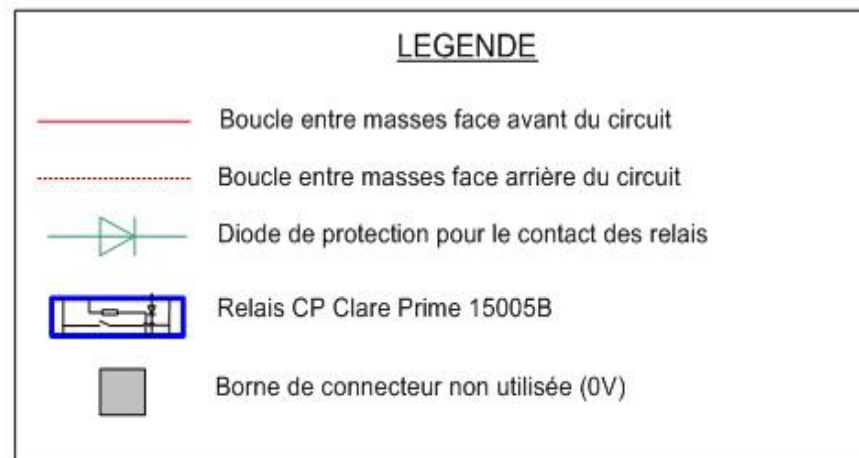 LEGENDE
Boucle entre masses face avant du circuit
Boucle entre masses face arrière du circuit
Diode de protection pour le contact des relais
Relais CP Clare Prime 15005B
Borne de connecteur non utilisée (0V)